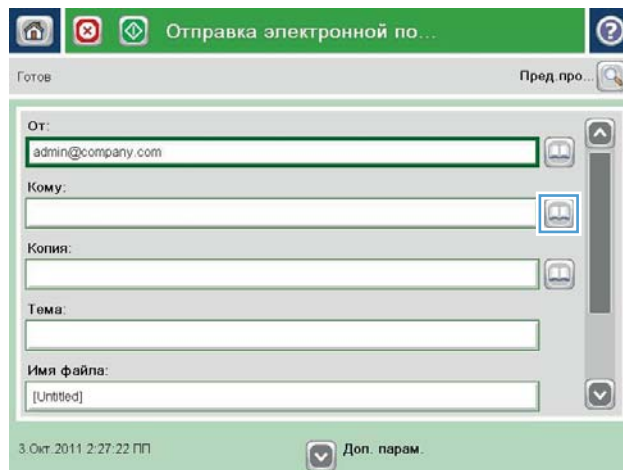 Отправка электронной по...
Готов
Пред.про...
От:
admin@company.com
Кому:
Копия:
Тема:
Имя файла:
[Untitled]
3.Окт.2011 2:27:22 ПП
Доп. парам.